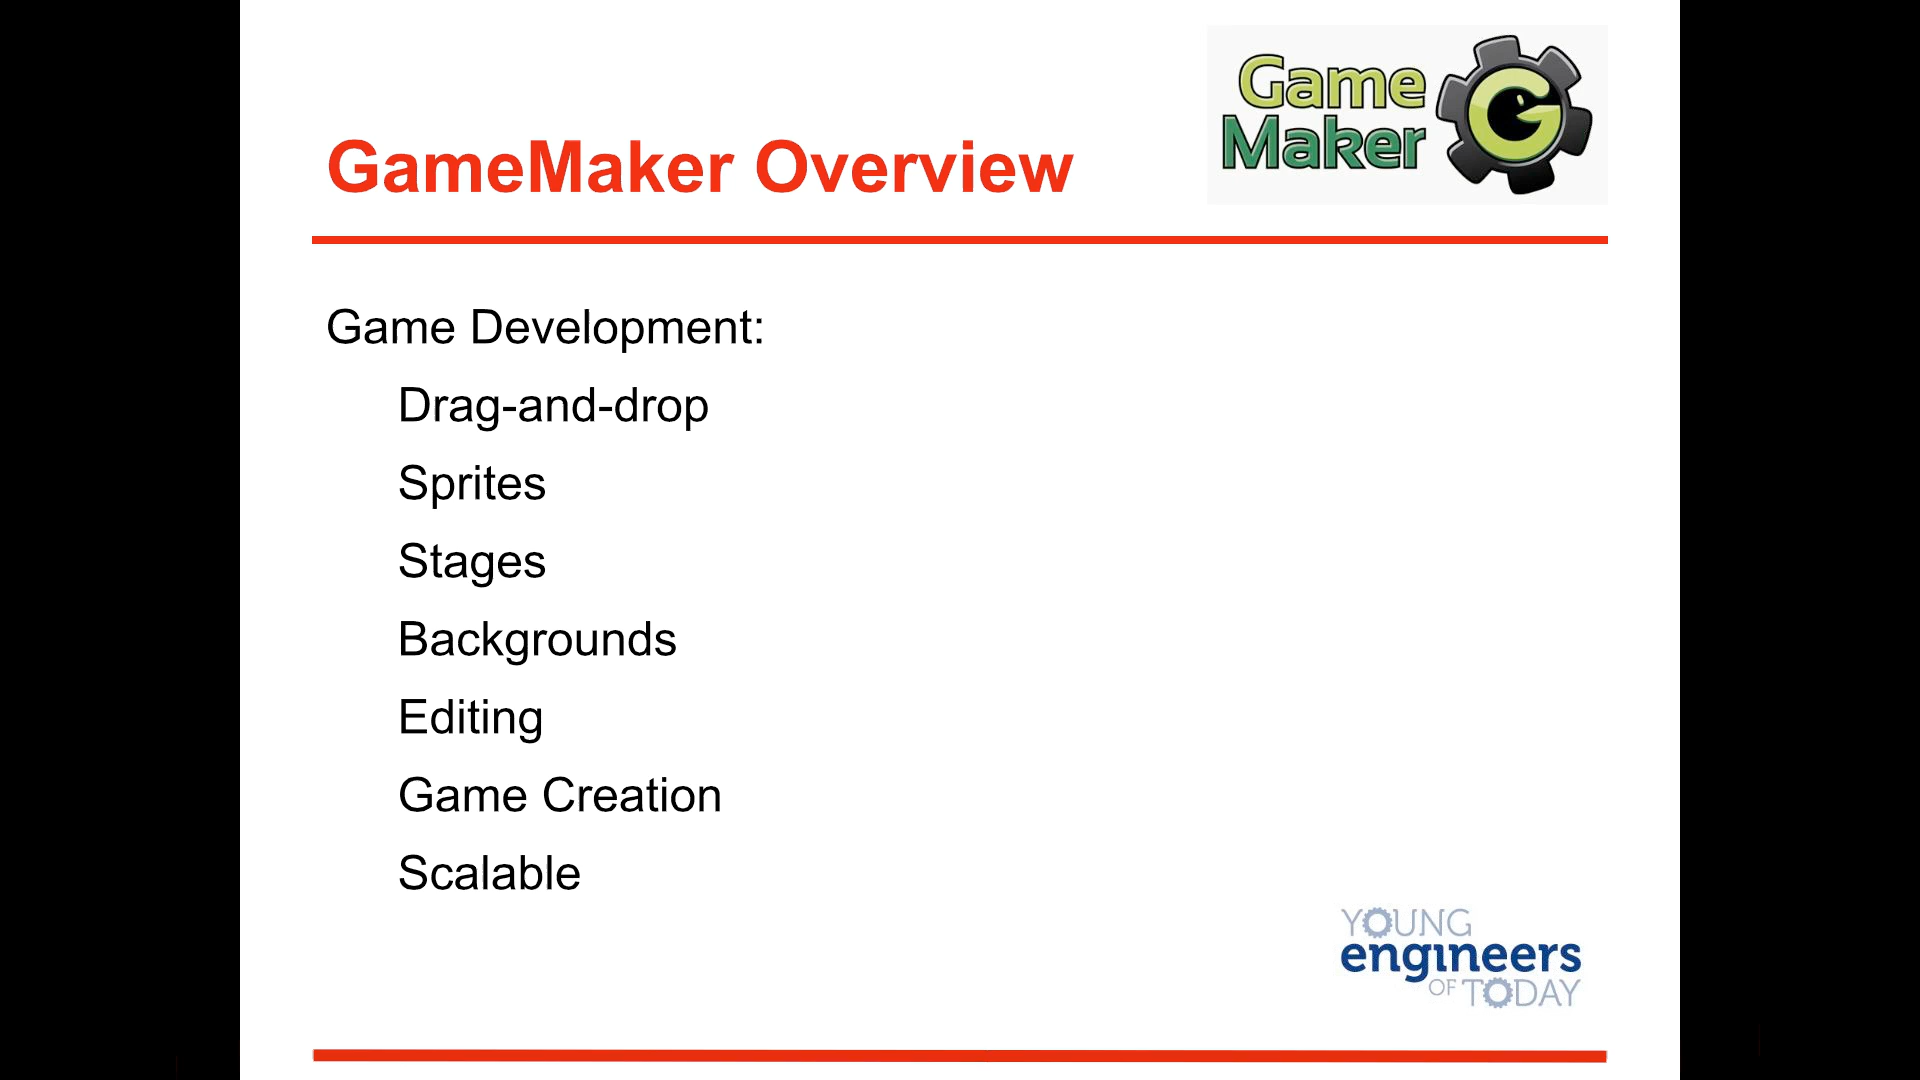 Game
Maker
GameMaker Overview
Game Development:
Drag-and-drop
Sprites
Stages
Backgrounds
Editing
Game Creation
Scalable
YOUNG
engineers
OF TODAY